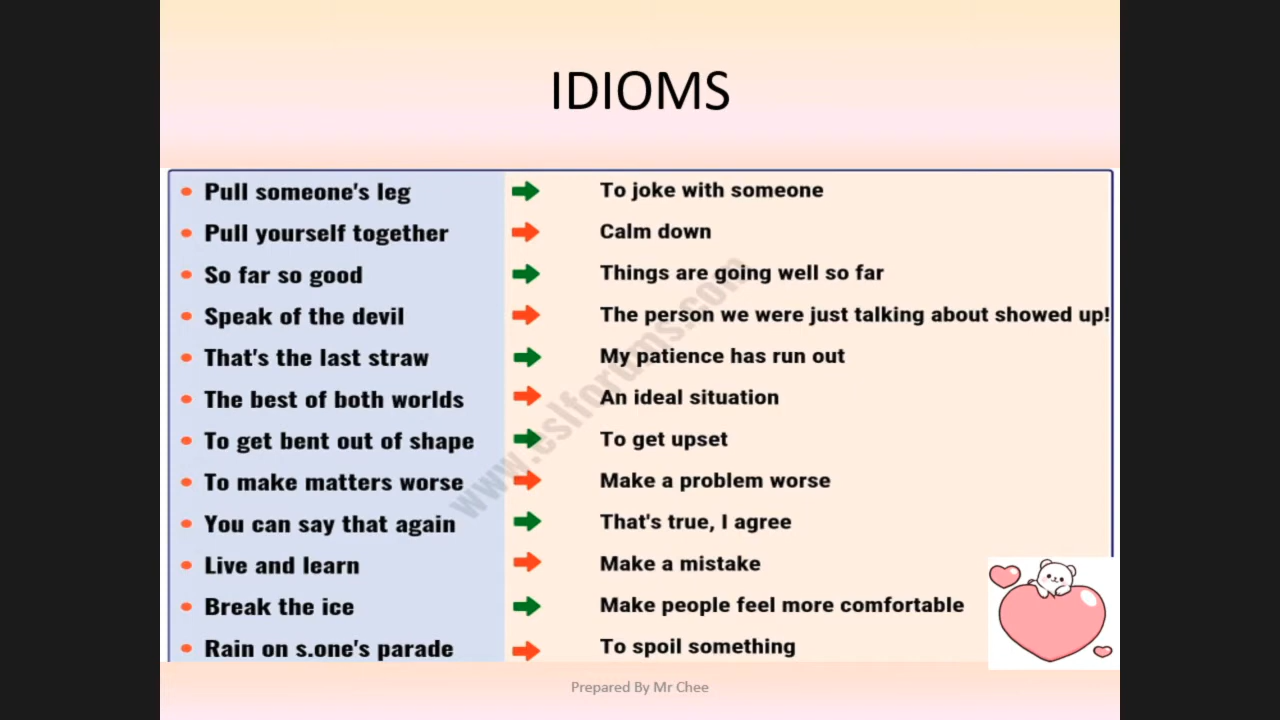 IDIOMS
• Pull someone's leg → To joke with someone
• Pull yourself together → Calm down
• So far so good → Things are going well so far
• Speak of the devil → The person we were just talking about showed up!
• That's the last straw → My patience has run out
• The best of both worlds → An ideal situation
• To get bent out of shape → To get upset
• To make matters worse → Make a problem worse
• You can say that again → That's true, I agree
• Live and learn → Make a mistake
• Break the ice → Make people feel more comfortable
• Rain on s.one's parade → To spoil something
www.eslforums.com
Prepared By Mr Chee